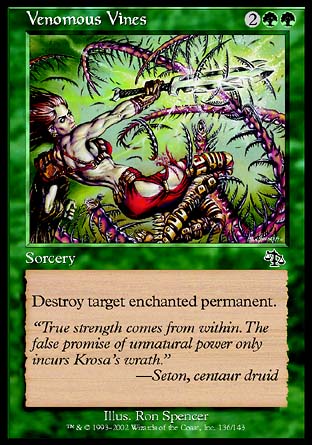 Venomous Vines 2
Sorcery
Destroy target enchanted permanent.
“True strength comes from within. The
false promise of unnatural power only
incurs Krosa’s wrath.”
—Seton, centaur druid
Illus. Ron Spencer
™ & © 1993–2002 Wizards of the Coast, Inc. 136/143